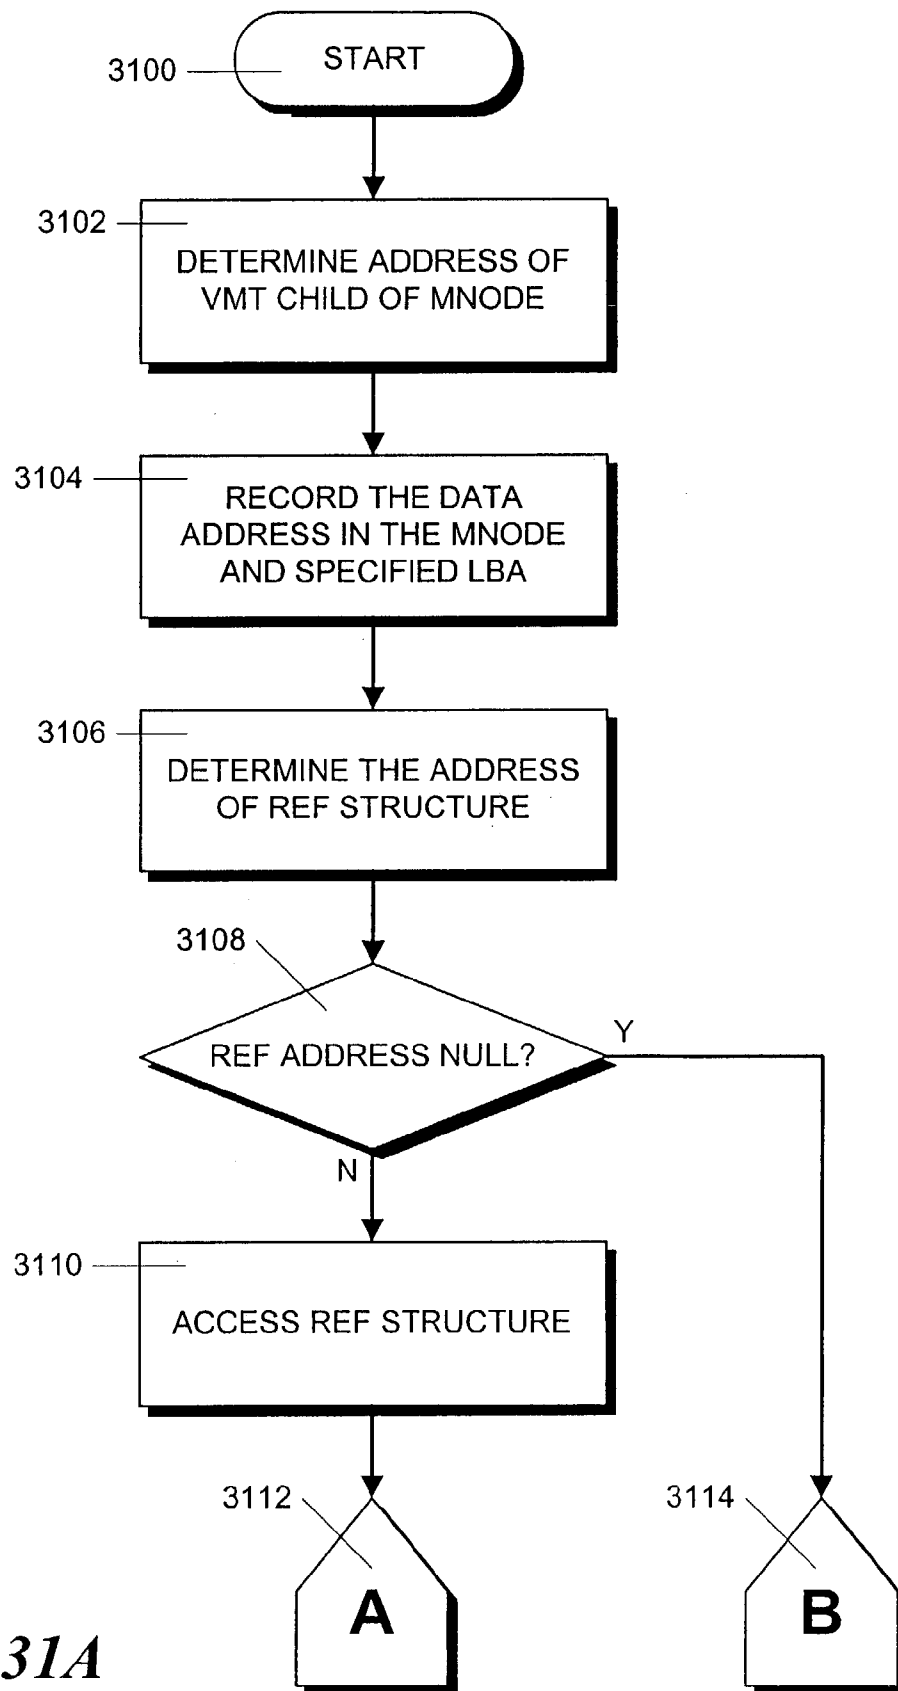 3100
START
3102
DETERMINE ADDRESS OF
VMT CHILD OF MNODE
3104
RECORD THE DATA
ADDRESS IN THE MNODE
AND SPECIFIED LBA
3106
DETERMINE THE ADDRESS
OF REF STRUCTURE
3108
REF ADDRESS NULL?
Y
N
3110
ACCESS REF STRUCTURE
3112
A
3114
B
31A